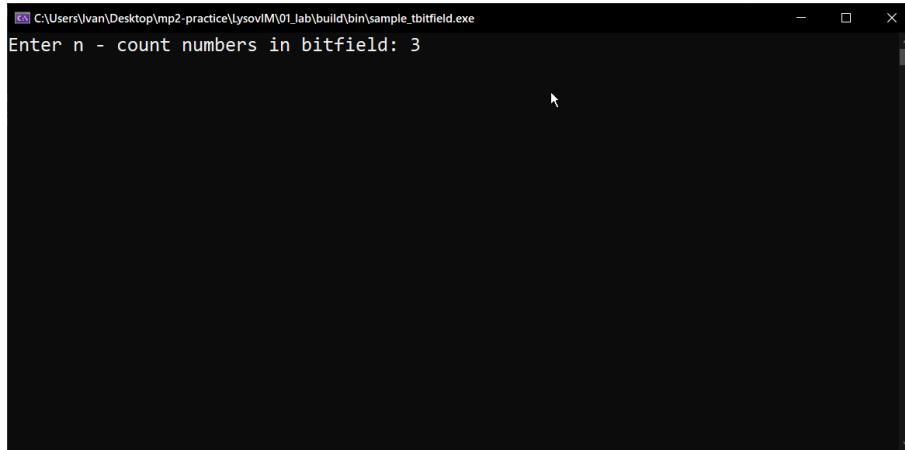 C:\Users\Ivan\Desktop\mp2-practice\LysovIM\01_lab\build\bin\sample_tbitfield.exe
Enter n - count numbers in bitfield: 3